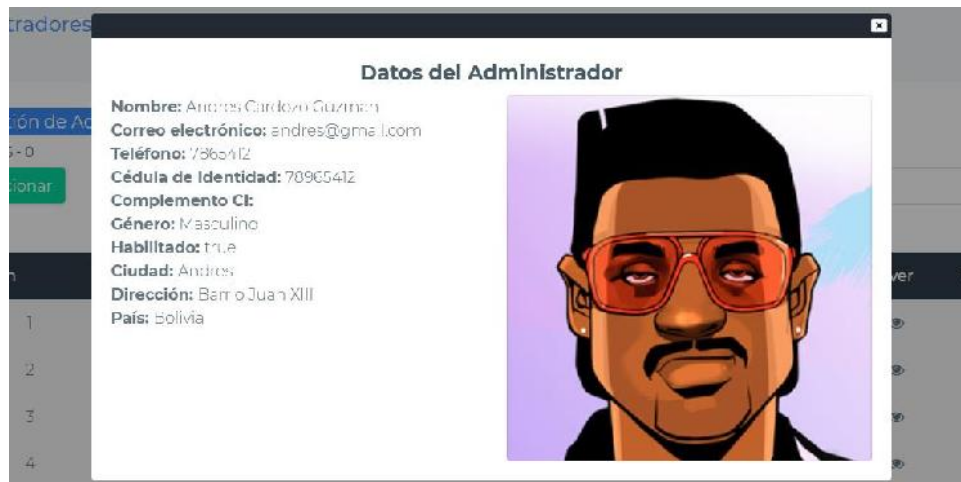 tradores
Datos del Administrador
Nombre: Andres Cardozo Guzman
Correo electrónico: andres@gmail.com
Teléfono: 7865412
Cédula de Identidad: 78965412
Complemento CI:
Género: Masculino
Habilitado: true
Ciudad: Andres
Dirección: Barrio Juan XIII
País: Bolivia
ión de Ad
- 0
cionar
ver
1
2
3
4